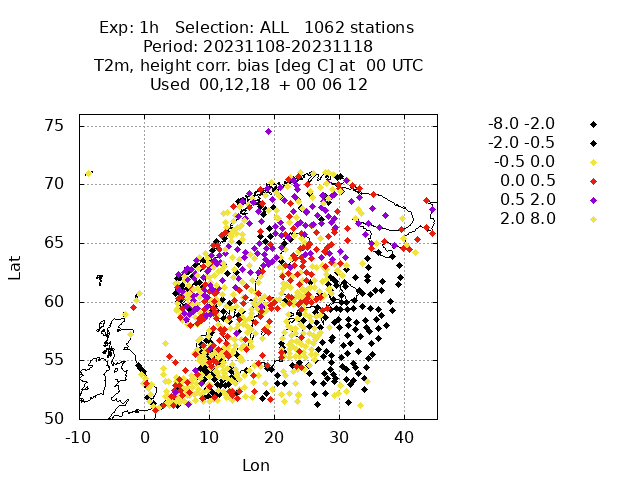 Exp: 1h   Selection: ALL   1062 stations
Period: 20231108-20231118
T2m, height corr. bias [deg C] at  00 UTC
Used  00,12,18  + 00 06 12
75
70
65
60
55
50
-10 0 10 20 30 40
Lat
Lon
-8.0 -2.0
-2.0 -0.5
-0.5 0.0
0.0 0.5
0.5 2.0
2.0 8.0